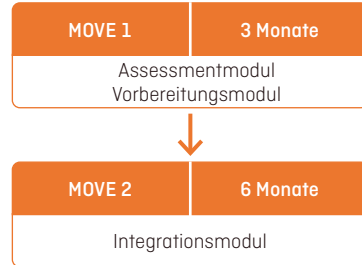 MOVE 1 3 Monate
Assessmentmodul
Vorbereitungsmodul
MOVE 2 6 Monate
Integrationsmodul